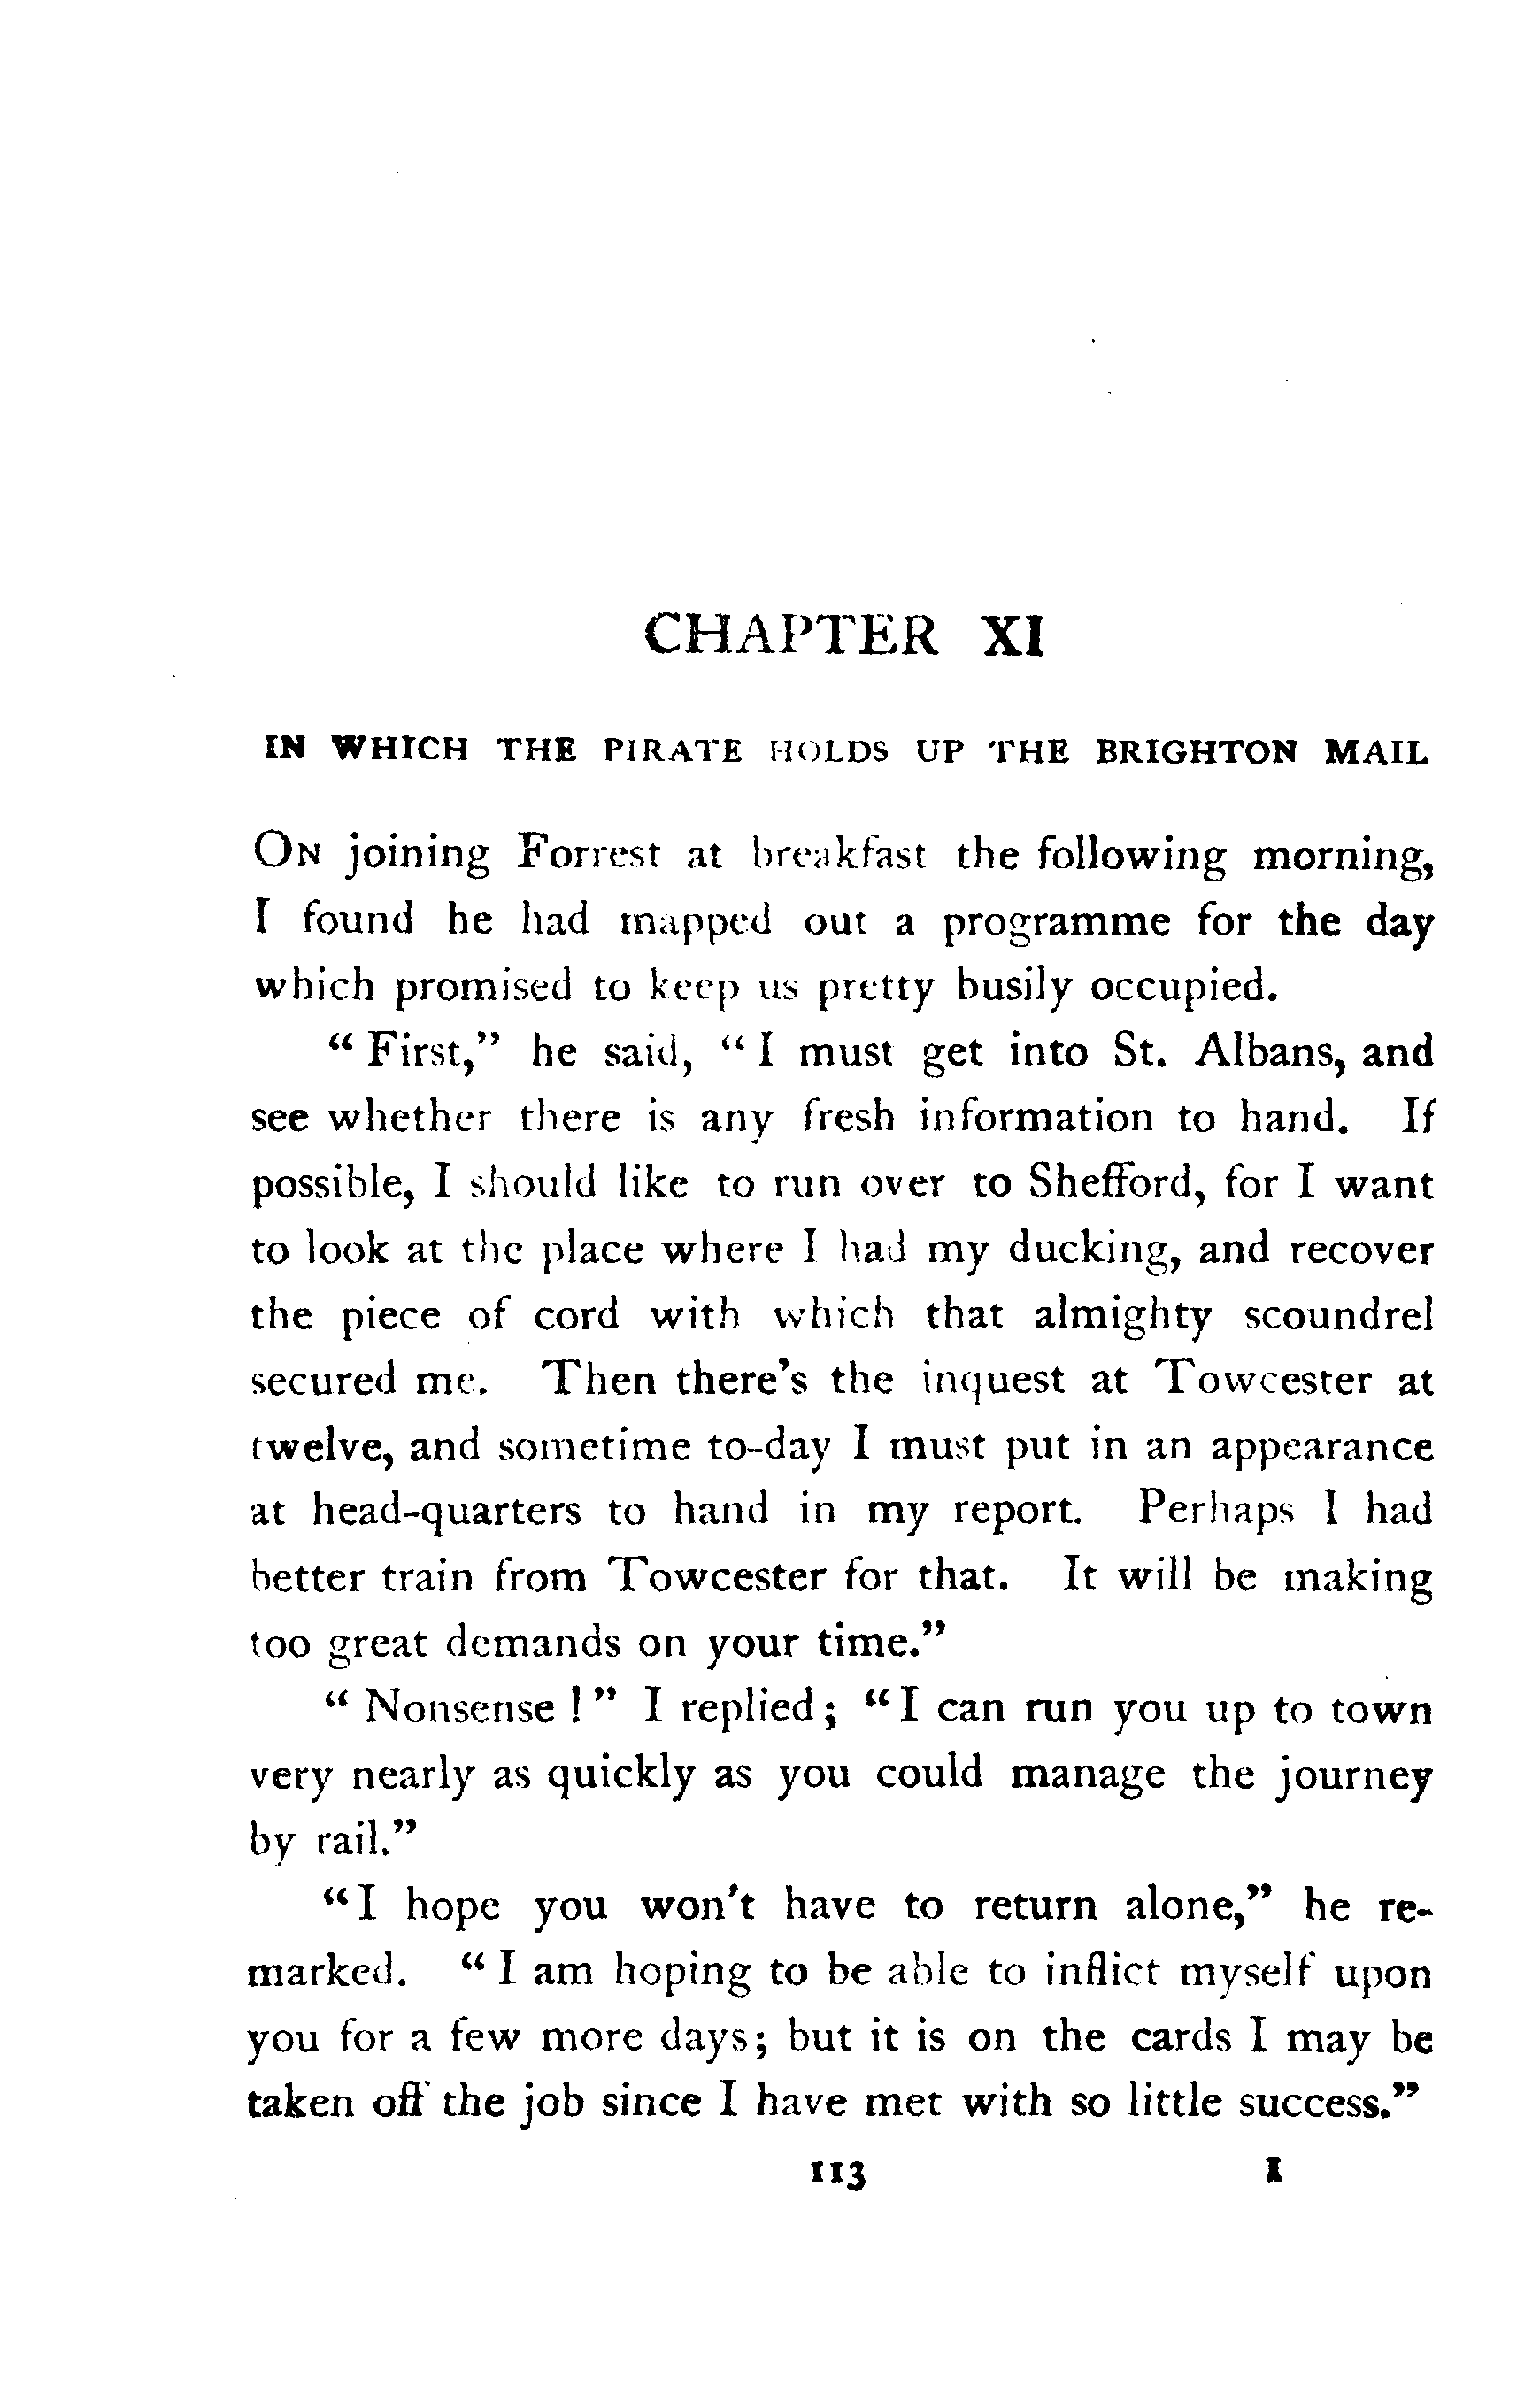 CHAPTER XI
IN WHICH THE PIRATE HOLDS UP THE BRIGHTON MAIL
ON joining Forrest at breakfast the following morning,
I found he had mapped out a programme for the day
which promised to keep us pretty busily occupied.
“ First,” he said, “ I must get into St. Albans, and
see whether there is any fresh information to hand. If
possible, I should like to run over to Shefford, for I want
to look at the place where I had my ducking, and recover
the piece of cord with which that almighty scoundrel
secured me. Then there's the inquest at Towcester at
twelve, and sometime to-day I must put in an appearance
at head-quarters to hand in my report. Perhaps I had
better train from Towcester for that. It will be making
too great demands on your time.”
“ Nonsense ! ” I replied ; “ I can run you up to town
very nearly as quickly as you could manage the journey
by rail.”
“ I hope you won't have to return alone,” he re-
marked. “ I am hoping to be able to inflict myself upon
you for a few more days ; but it is on the cards I may be
taken off the job since I have met with so little success.”
113 I